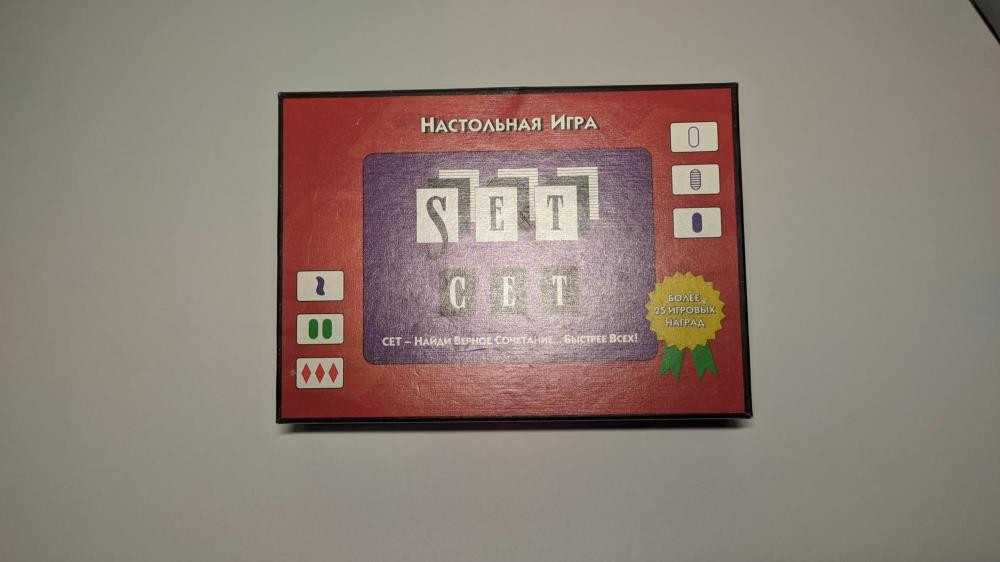 Настольная Игра
SET
СЕТ
СЕТ – Найди Верное Сочетание... Быстрее Всех!
БОЛЕЕ
25 ИГРОВЫХ
НАГРАД